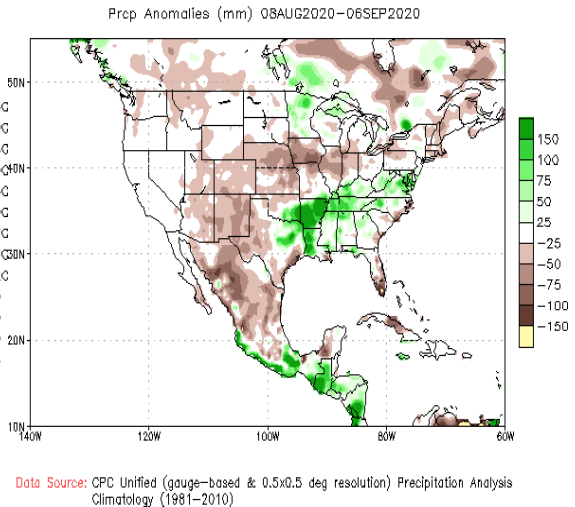 Prcp Anomalies (mm) 08AUG2020-06SEP2020
50N
40N
30N
20N
10N
140W 120W 100W 80W 60W
150
100
75
50
25
-25
-50
-75
-100
-150
Data Source: CPC Unified (gauge-based & 0.5x0.5 deg resolution) Precipitation Analysis
Climatology (1981-2010)